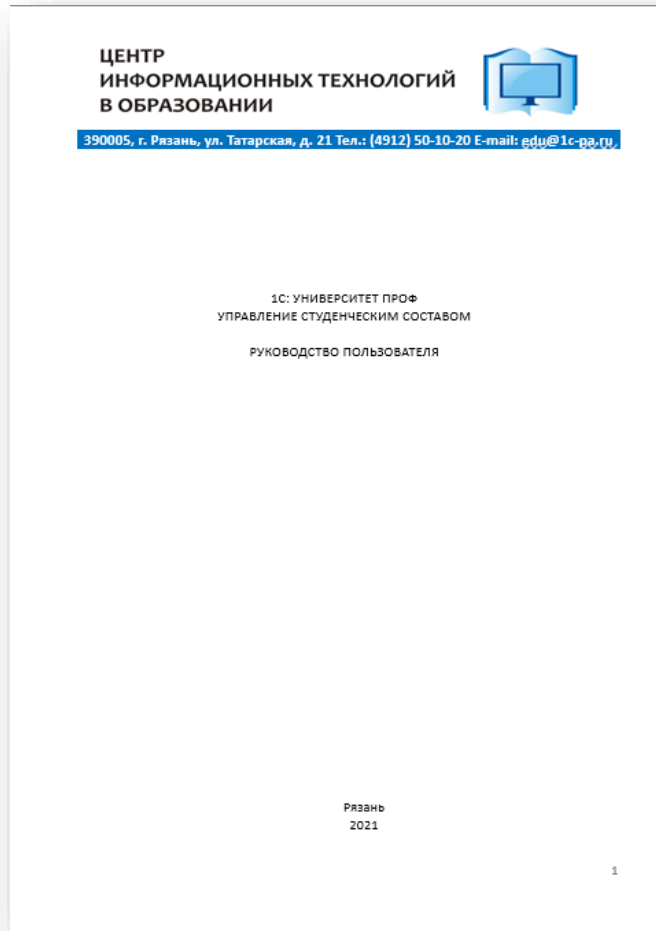 ЦЕНТР
ИНФОРМАЦИОННЫХ ТЕХНОЛОГИЙ
В ОБРАЗОВАНИИ
390005, г. Рязань, ул. Татарская, д. 21 Тел.: (4912) 50-10-20 E-mail: edu@1c-pa.ru
1С: УНИВЕРСИТЕТ ПРОФ
УПРАВЛЕНИЕ СТУДЕНЧЕСКИМ СОСТАВОМ
РУКОВОДСТВО ПОЛЬЗОВАТЕЛЯ
Рязань
2021
1